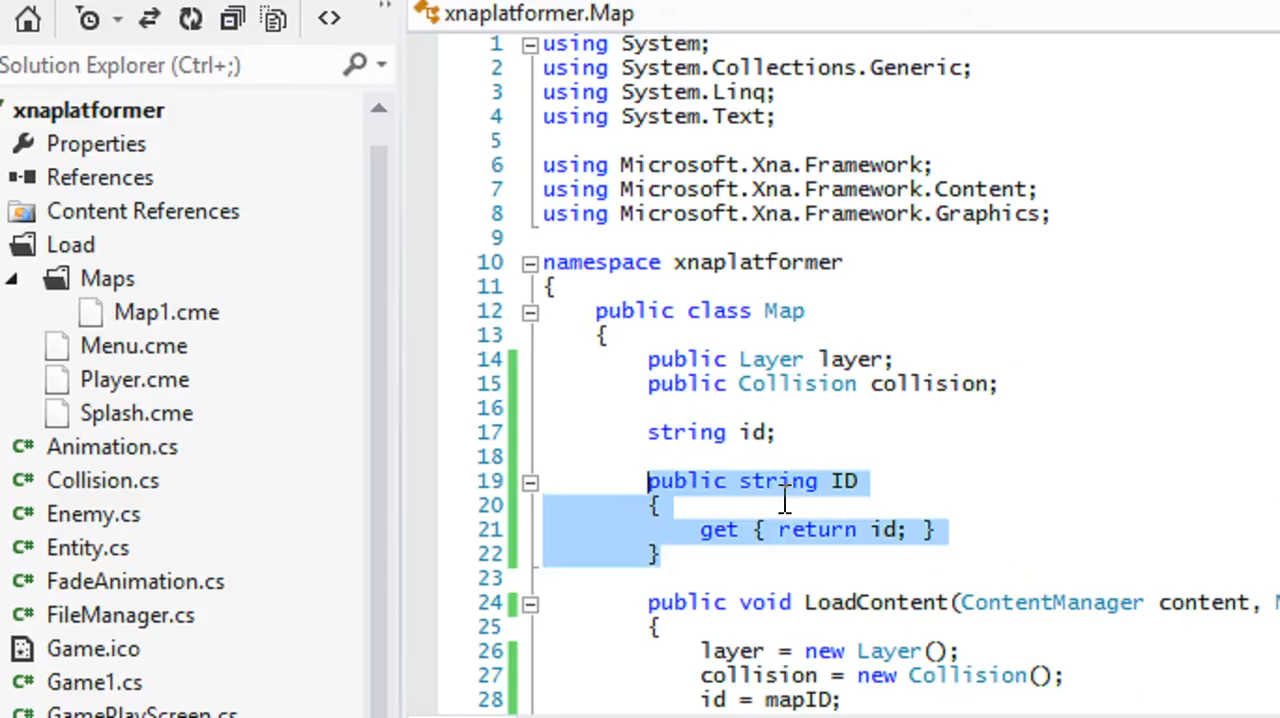 xnaplatformer.Map
Solution Explorer (Ctrl+;)
xnaplatformer
Properties
References
Content References
Load
Maps
Map1.cme
Menu.cme
Player.cme
Splash.cme
Animation.cs
Collision.cs
Enemy.cs
Entity.cs
FadeAnimation.cs
FileManager.cs
Game.ico
Game1.cs
GamePlayScreen.cs
1 using System;
2 using System.Collections.Generic;
3 using System.Linq;
4 using System.Text;
5
6 using Microsoft.Xna.Framework;
7 using Microsoft.Xna.Framework.Content;
8 using Microsoft.Xna.Framework.Graphics;
9
10 namespace xnaplatformer
11 {
12 public class Map
13 {
14 public Layer layer;
15 public Collision collision;
16
17 string id;
18
19 public string ID
20 {
21 get { return id; }
22 }
23
24 public void LoadContent(ContentManager content,
25 {
26 layer = new Layer();
27 collision = new Collision();
28 id = mapID;